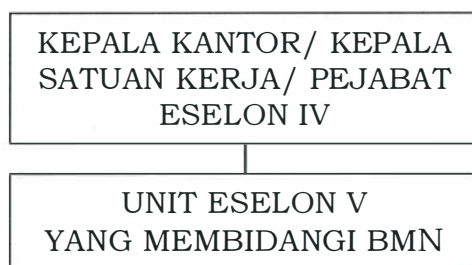 KEPALA KANTOR/ KEPALA
SATUAN KERJA/ PEJABAT
ESELON IV
UNIT ESELON V
YANG MEMBIDANGI BMN